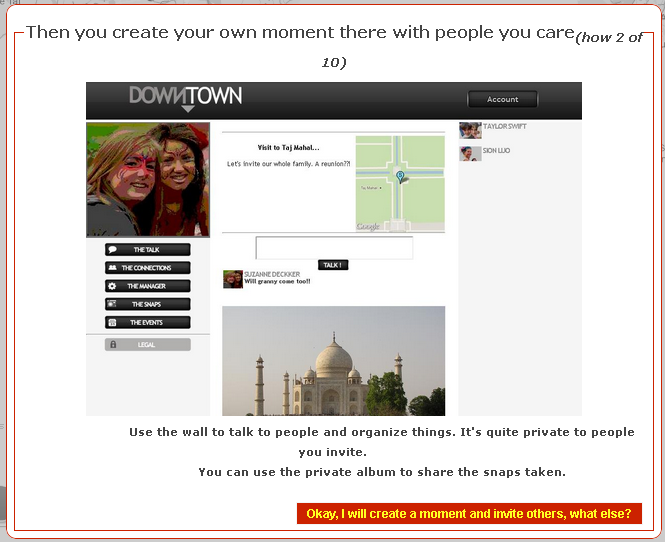 Then you create your own moment there with people you care(how 2 of
10)
DOWNTOWN
Account
Visit to Taj Mahal...
Let's invite our whole family. A reunion??!
Taj Mahal
Google
TAYLOR SWIFT
SION LUO
THE TALK
THE CONNECTIONS
THE MANAGER
THE SNAPS
THE EVENTS
LEGAL
TALK !
SUZANNE DECKKER
Will granny come too!!
Use the wall to talk to people and organize things. It's quite private to people
you invite.
You can use the private album to share the snaps taken.
Okay, I will create a moment and invite others, what else?